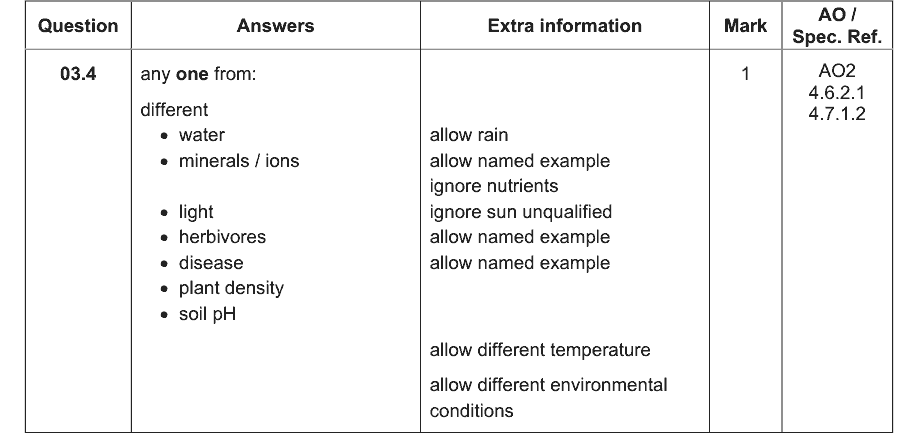 Question Answers Extra information Mark AO /
Spec. Ref.
03.4 any one from: 1 AO2
4.6.2.1
different 4.7.1.2
• water allow rain
• minerals / ions allow named example
ignore nutrients
• light ignore sun unqualified
• herbivores allow named example
• disease allow named example
• plant density
• soil pH
allow different temperature
allow different environmental
conditions